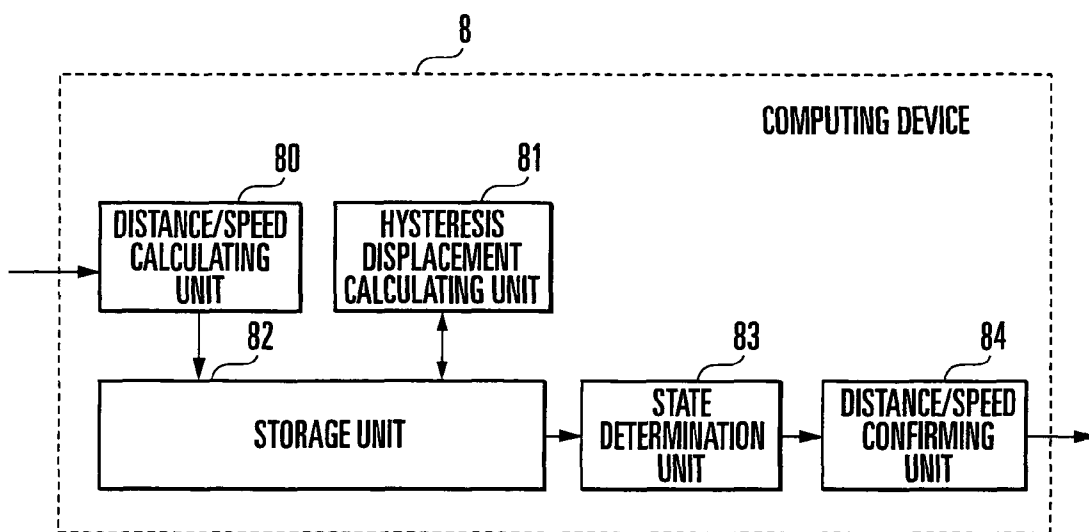 8
COMPUTING DEVICE
80
81
DISTANCE/SPEED
CALCULATING
UNIT
HYSTERESIS
DISPLACEMENT
CALCULATING UNIT
82
83
84
STORAGE UNIT
STATE
DETERMINATION
UNIT
DISTANCE/SPEED
CONFIRMING
UNIT